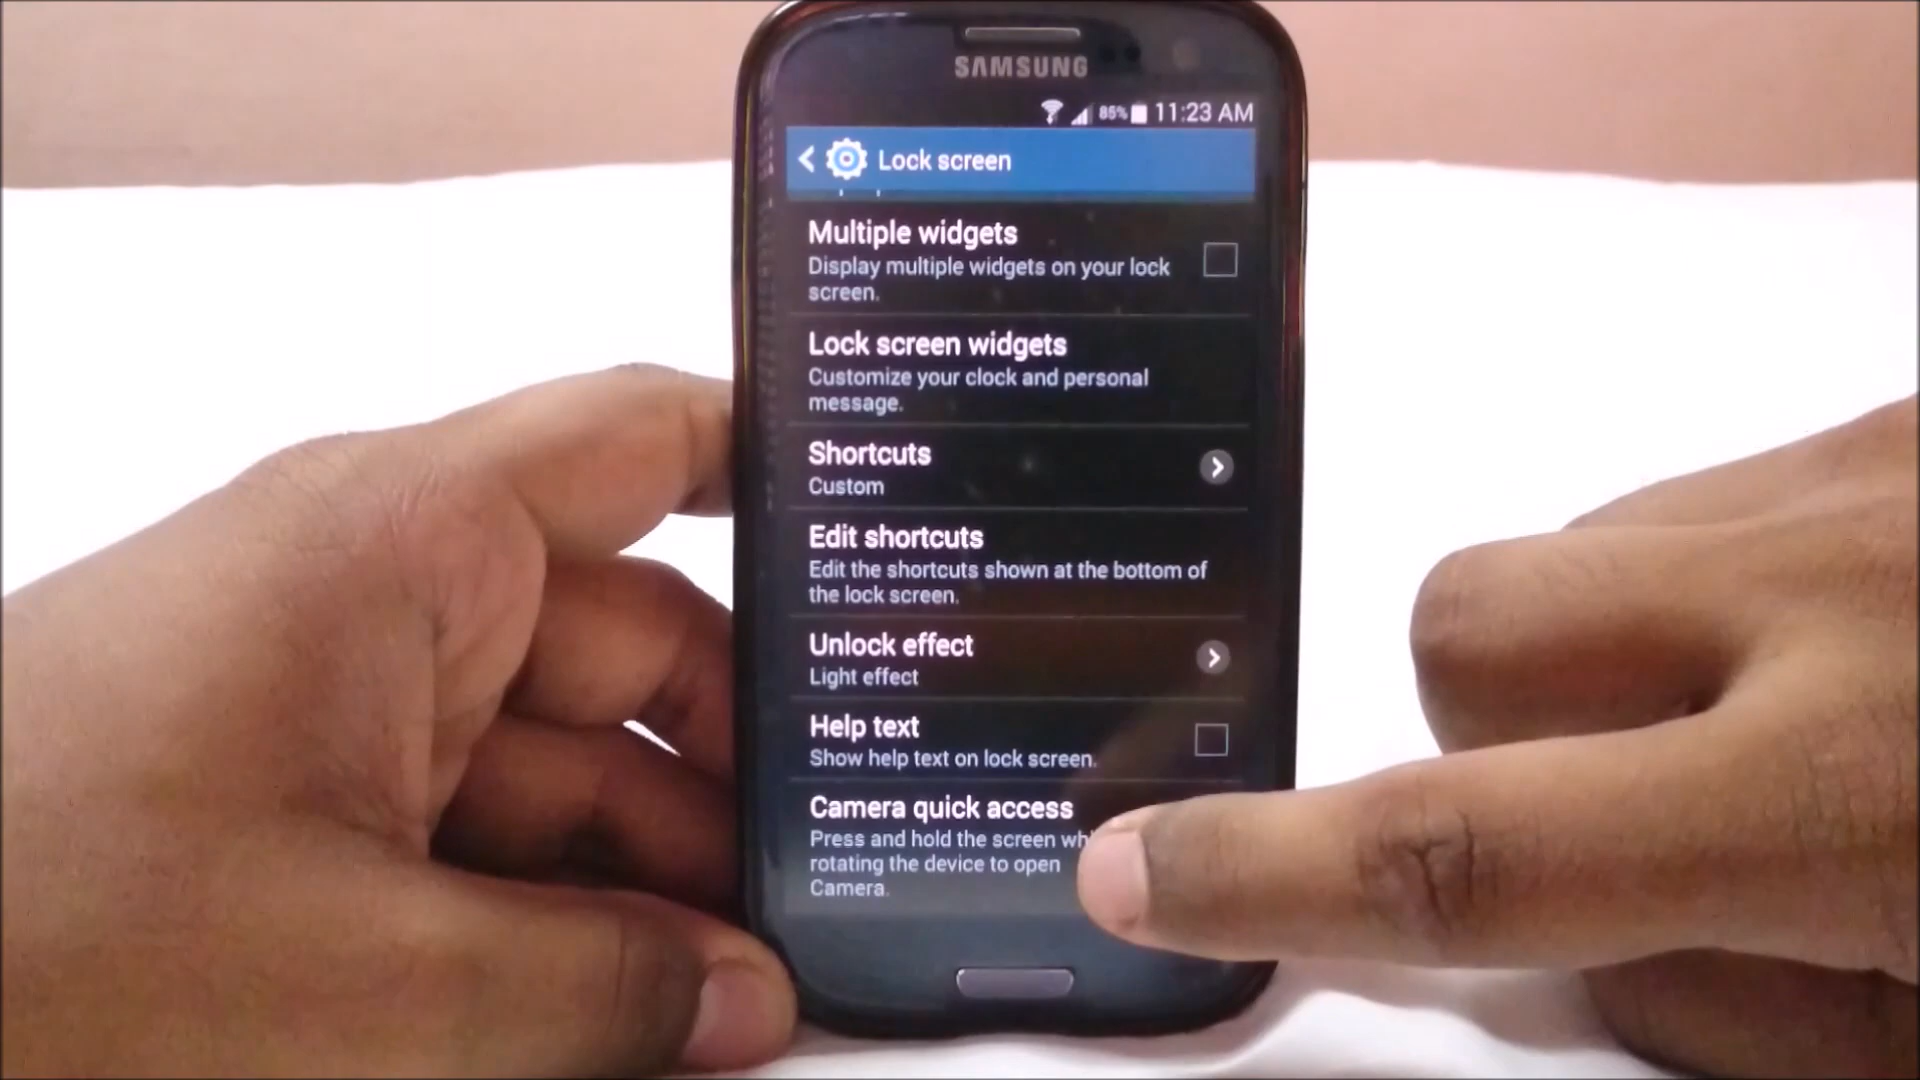 SAMSUNG
85% 11:23 AM
Lock screen
Multiple widgets
Display multiple widgets on your lock
screen.
Lock screen widgets
Customize your clock and personal
message.
Shortcuts
Custom
Edit shortcuts
Edit the shortcuts shown at the bottom of
the lock screen.
Unlock effect
Light effect
Help text
Show help text on lock screen.
Camera quick access
Press and hold the screen
rotating the device to open
Camera.